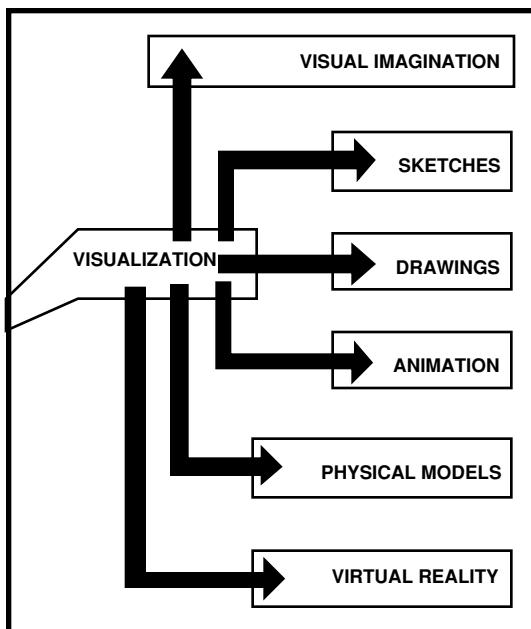 VISUAL IMAGINATION
SKETCHES
VISUALIZATION
DRAWINGS
ANIMATION
PHYSICAL MODELS
VIRTUAL REALITY